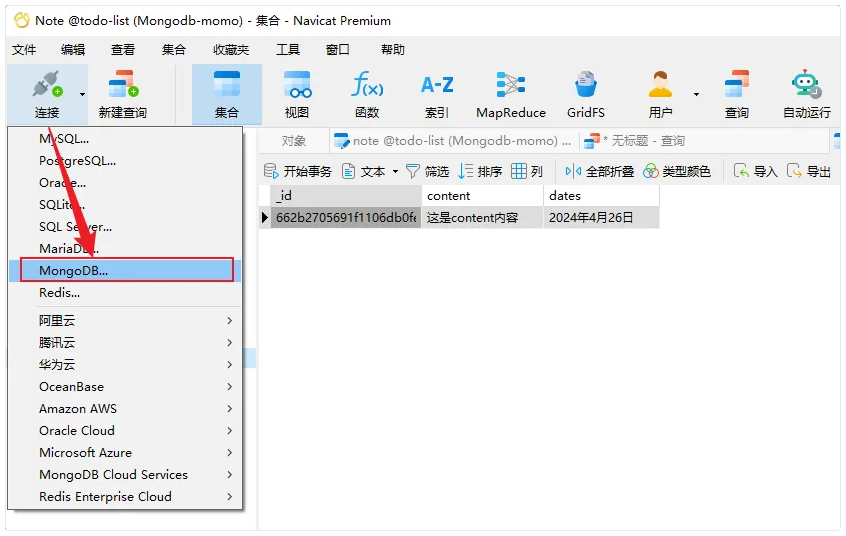 Note @todo-list (Mongodb-momo) - 集合 - Navicat Premium
文件 编辑 查看 集合 收藏夹 工具 窗口 帮助
连接 新建查询 集合 视图 函数 索引 MapReduce GridFS 用户 查询 自动运行
f(x) A-Z
对象 note @todo-list (Mongodb-momo) ... * 无标题 - 查询
开始事务 文本 筛选 排序 列 全部折叠 类型颜色 导入 导出
_id content dates
662b2705691f1106db0fe 这是content内容 2024年4月26日
MySQL...
PostgreSQL...
Oracle...
SQLite...
SQL Server...
MariaDB...
MongoDB...
Redis...
阿里云
腾讯云
华为云
OceanBase
Amazon AWS
Oracle Cloud
Microsoft Azure
MongoDB Cloud Services
Redis Enterprise Cloud